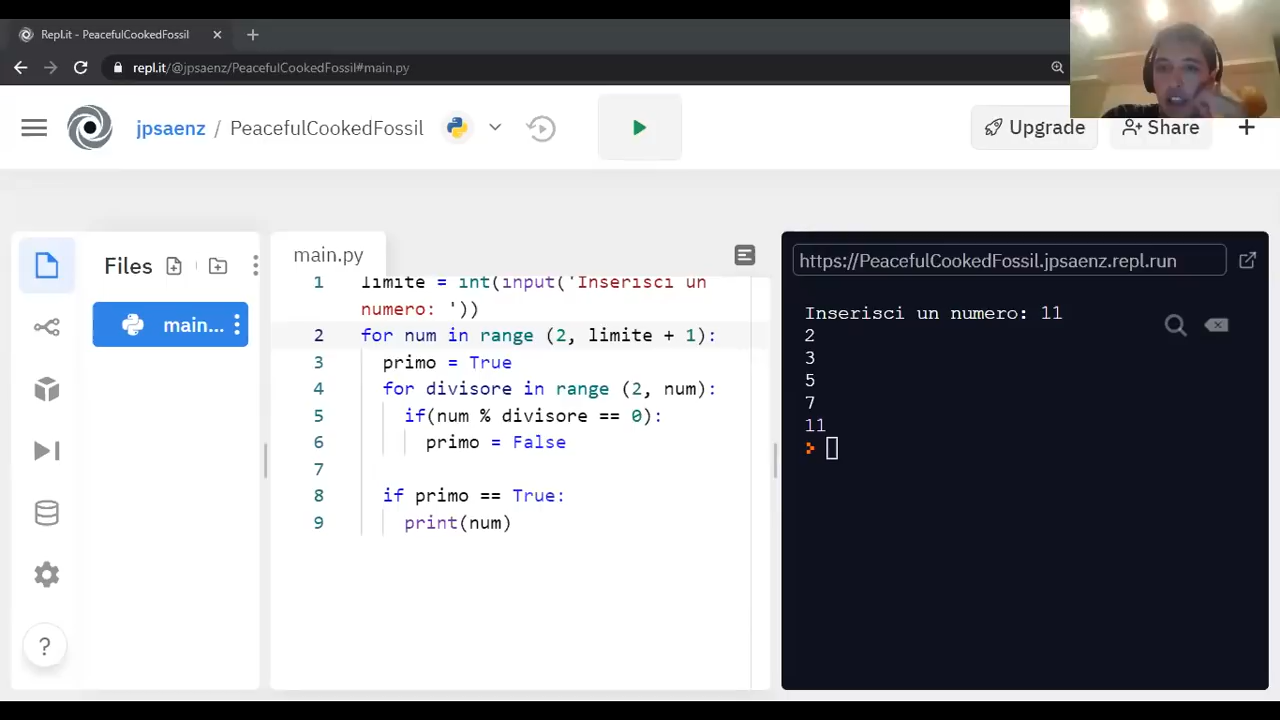 Repl.it - PeacefulCookedFossil
repl.it/@jpsaenz/PeacefulCookedFossil#main.py
jpsaenz / PeacefulCookedFossil
Upgrade
Share
Files
main...
main.py
1 limite = int(input('Inserisci un
numero: '))
2 for num in range (2, limite + 1):
3 primo = True
4 for divisore in range (2, num):
5 if(num % divisore == 0):
6 primo = False
7
8 if primo == True:
9 print(num)
?
https://PeacefulCookedFossil.jpsaenz.repl.run
Inserisci un numero: 11
2
3
5
7
11